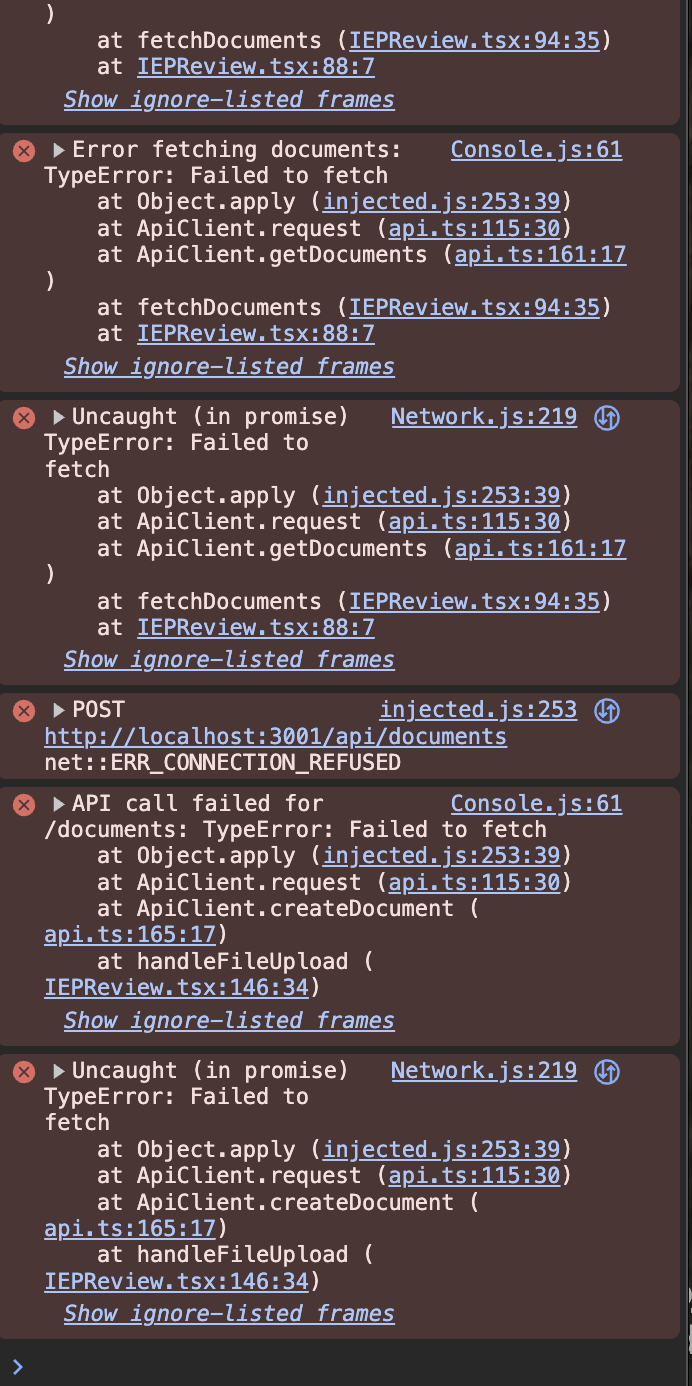 )
at fetchDocuments (IEPReview.tsx:94:35)
at IEPReview.tsx:88:7
Show ignore-listed frames
Error fetching documents: Console.js:61
TypeError: Failed to fetch
at Object.apply (injected.js:253:39)
at ApiClient.request (api.ts:115:30)
at ApiClient.getDocuments (api.ts:161:17
)
at fetchDocuments (IEPReview.tsx:94:35)
at IEPReview.tsx:88:7
Show ignore-listed frames
Uncaught (in promise) Network.js:219
TypeError: Failed to
fetch
at Object.apply (injected.js:253:39)
at ApiClient.request (api.ts:115:30)
at ApiClient.getDocuments (api.ts:161:17
)
at fetchDocuments (IEPReview.tsx:94:35)
at IEPReview.tsx:88:7
Show ignore-listed frames
POST injected.js:253
http://localhost:3001/api/documents
net::ERR_CONNECTION_REFUSED
API call failed for Console.js:61
/documents: TypeError: Failed to fetch
at Object.apply (injected.js:253:39)
at ApiClient.request (api.ts:115:30)
at ApiClient.createDocument (
api.ts:165:17)
at handleFileUpload (
IEPReview.tsx:146:34)
Show ignore-listed frames
Uncaught (in promise) Network.js:219
TypeError: Failed to
fetch
at Object.apply (injected.js:253:39)
at ApiClient.request (api.ts:115:30)
at ApiClient.createDocument (
api.ts:165:17)
at handleFileUpload (
IEPReview.tsx:146:34)
Show ignore-listed frames